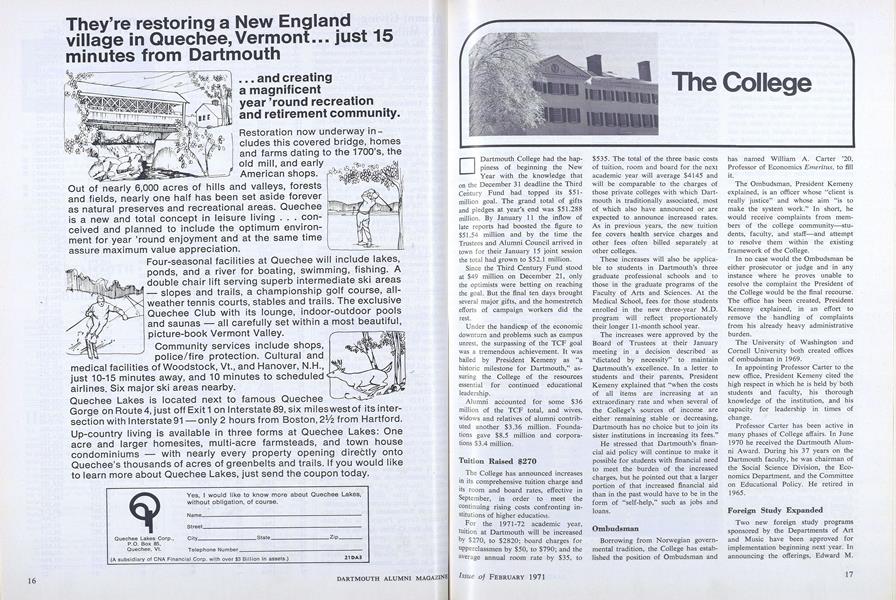 They're restoring a New England
village in Quechee, Vermont... just 15
minutes from Dartmouth
... and creating
a magnificent
year 'round recreation
and retirement community.
Restoration now underway in-
cludes this covered bridge, homes
and farms dating to the 1700's, the
old mill, and early
American shops.
Out of nearly 6,000 acres of hills and valleys, forests
and fields, nearly one half has been set aside forever
as natural preserves and recreational areas. Quechee
is a new and total concept in leisure living . . . con-
ceived and planned to include the optimum environ-
ment for year 'round enjoyment and at the same time
assure maximum value appreciation.
Four-seasonal facilities at Quechee will include lakes,
ponds, and a river for boating, swimming, fishing. A
double chair lift serving superb intermediate ski areas
— slopes and trails, a championship golf course, all-
weather tennis courts, stables and trails. The exclusive
Quechee Club with its lounge, indoor-outdoor pools
and saunas — all carefully set within a most beautiful,
picture-book Vermont Valley.
Community services include shops,
police/fire protection. Cultural and
medical facilities of Woodstock, Vt., and Hanover, N.H.,
just 10-15 minutes away, and 10 minutes to scheduled
airlines. Six major ski areas nearby.
Quechee Lakes is located next to famous Quechee
Gorge on Route 4, just off Exit 1 on Interstate 89, six miles west of its inter-
section with Interstate 91 — only 2 hours from Boston, 2½ from Hartford.
Up-country living is available in three forms at Quechee Lakes: One
acre and larger homesites, multi-acre farmsteads, and town house
condominiums — with nearly every property opening directly onto
Quechee's thousands of acres of greenbelts and trails. If you would like
to learn more about Quechee Lakes, just send the coupon today.
Quechee Lakes Corp.,
P.O. Box 85,
Quechee, Vt.
Yes, I would like to know more about Quechee Lakes,
without obligation, of course.
Name
Street
City State Zip
Telephone Number
(A subsidiary of CNA Financial Corp. with over $3 Billion in assets.) 21DA2
16 DARTMOUTH ALUMNI MAGAZINE
The College
Dartmouth College had the hap-
piness of beginning the New
Year with the knowledge that
on the December 31 deadline the Third
Century Fund had topped its $51-
million goal. The grand total of gifts
and pledges at year's end was $51.288
million. By January 11 the inflow of
late reports had boosted the figure to
$51.54 million and by the time the
Trustees and Alumni Council arrived in
town for their January 15 joint session
the total had grown to $52.1 million.
Since the Third Century Fund stood
at $49 million on December 21, only
the optimists were betting on reaching
the goal. But the final ten days brought
several major gifts, and the homestretch
efforts of campaign workers did the
rest.
Under the handicap of the economic
downturn and problems such as campus
unrest, the surpassing of the TCF goal
was a tremendous achievement. It was
hailed by President Kemeny as "a
historic milestone for Dartmouth," as-
suring the College of the resources
essential for continued educational
leadership.
Alumni accounted for some $36
million of the TCF total, and wives,
widows and relatives of alumni contrib-
uted another $3.36 million. Founda-
tions gave $8.5 million and corpora-
tions $3.4 million.
Tuition Raised $270
The College has announced increases
in its comprehensive tuition charge and
its room and board rates, effective in
September, in order to meet the
continuing rising costs confronting in-
stitutions of higher education.
For the 1971-72 academic year,
tuition at Dartmouth will be increased
by $270, to $2820; board charges for
upperclassmen by $50, to $790; and the
average annual room rate by $35, to
$535. The total of the three basic costs
of tuition, room and board for the next
academic year will average $4145 and
will be comparable to the charges of
those private colleges with which Dart-
mouth is traditionally associated, most
of which also have announced or are
expected to announce increased rates.
As in previous years, the new tuition
fee covers health service charges and
other fees often billed separately at
other colleges.
These increases will also be applica-
ble to students in Dartmouth's three
graduate professional schools and to
those in the graduate programs of the
Faculty of Arts and Sciences. At the
Medical School, fees for those students
enrolled in the new three-year M.D.
program will reflect proportionately
their longer 11-month school year.
The increases were approved by the
Board of Trustees at their January
meeting in a decision described as
"dictated by necessity" to maintain
Dartmouth's excellence. In a letter to
students and their parents, President
Kemeny explained that "when the costs
of all items are increasing at an
extraordinary rate and when several of
the College's sources of income are
either remaining stable or decreasing,
Dartmouth has no choice but to join its
sister institutions in increasing its fees."
He stressed that Dartmouth's finan-
cial aid policy will continue to make it
possible for students with financial need
to meet the burden of the increased
charges, but he pointed out that a larger
portion of that increased financial aid
than in the past would have to be in the
form of "self-help," such as jobs and
loans.
Ombudsman
Borrowing from Norwegian govern-
mental tradition, the College has estab-
lished the position of Ombudsman and
has named William A. Carter '20,
Professor of Economics Emeritus, to fill
it.
The Ombudsman, President Kemeny
explained, is an officer whose "client is
really justice" and whose aim "is to
make the system work." In short, he
would receive complaints from mem-
bers of the college community—stu-
dents, faculty, and staff—and attempt
to resolve them within the existing
framework of the College.
In no case would the Ombudsman be
either prosecutor or judge and in any
instance where he proves unable to
resolve the complaint the President of
the College would be the final recourse.
The office has been created, President
Kemeny explained, in an effort to
remove the handling of complaints
from his already heavy administrative
burden.
The University of Washington and
Cornell University both created offices
of ombudsman in 1969.
In appointing Professor Carter to the
new office, President Kemeny cited the
high respect in which he is held by both
students and faculty, his thorough
knowledge of the institution, and his
capacity for leadership in times of
change.
Professor Carter has been active in
many phases of College affairs. In June
1970 he received the Dartmouth Alum-
ni Award. During his 37 years on the
Dartmouth faculty, he was chairman of
the Social Science Division, the Eco-
nomics Department, and the Committee
on Educational Policy. He retired in
1965.
Foreign Study Expanded
Two new foreign study programs
sponsored by the Departments of Art
and Music have been approved for
implementation beginning next year. In
announcing the offerings, Edward M.
Issue of FEBRUARY 1971 17